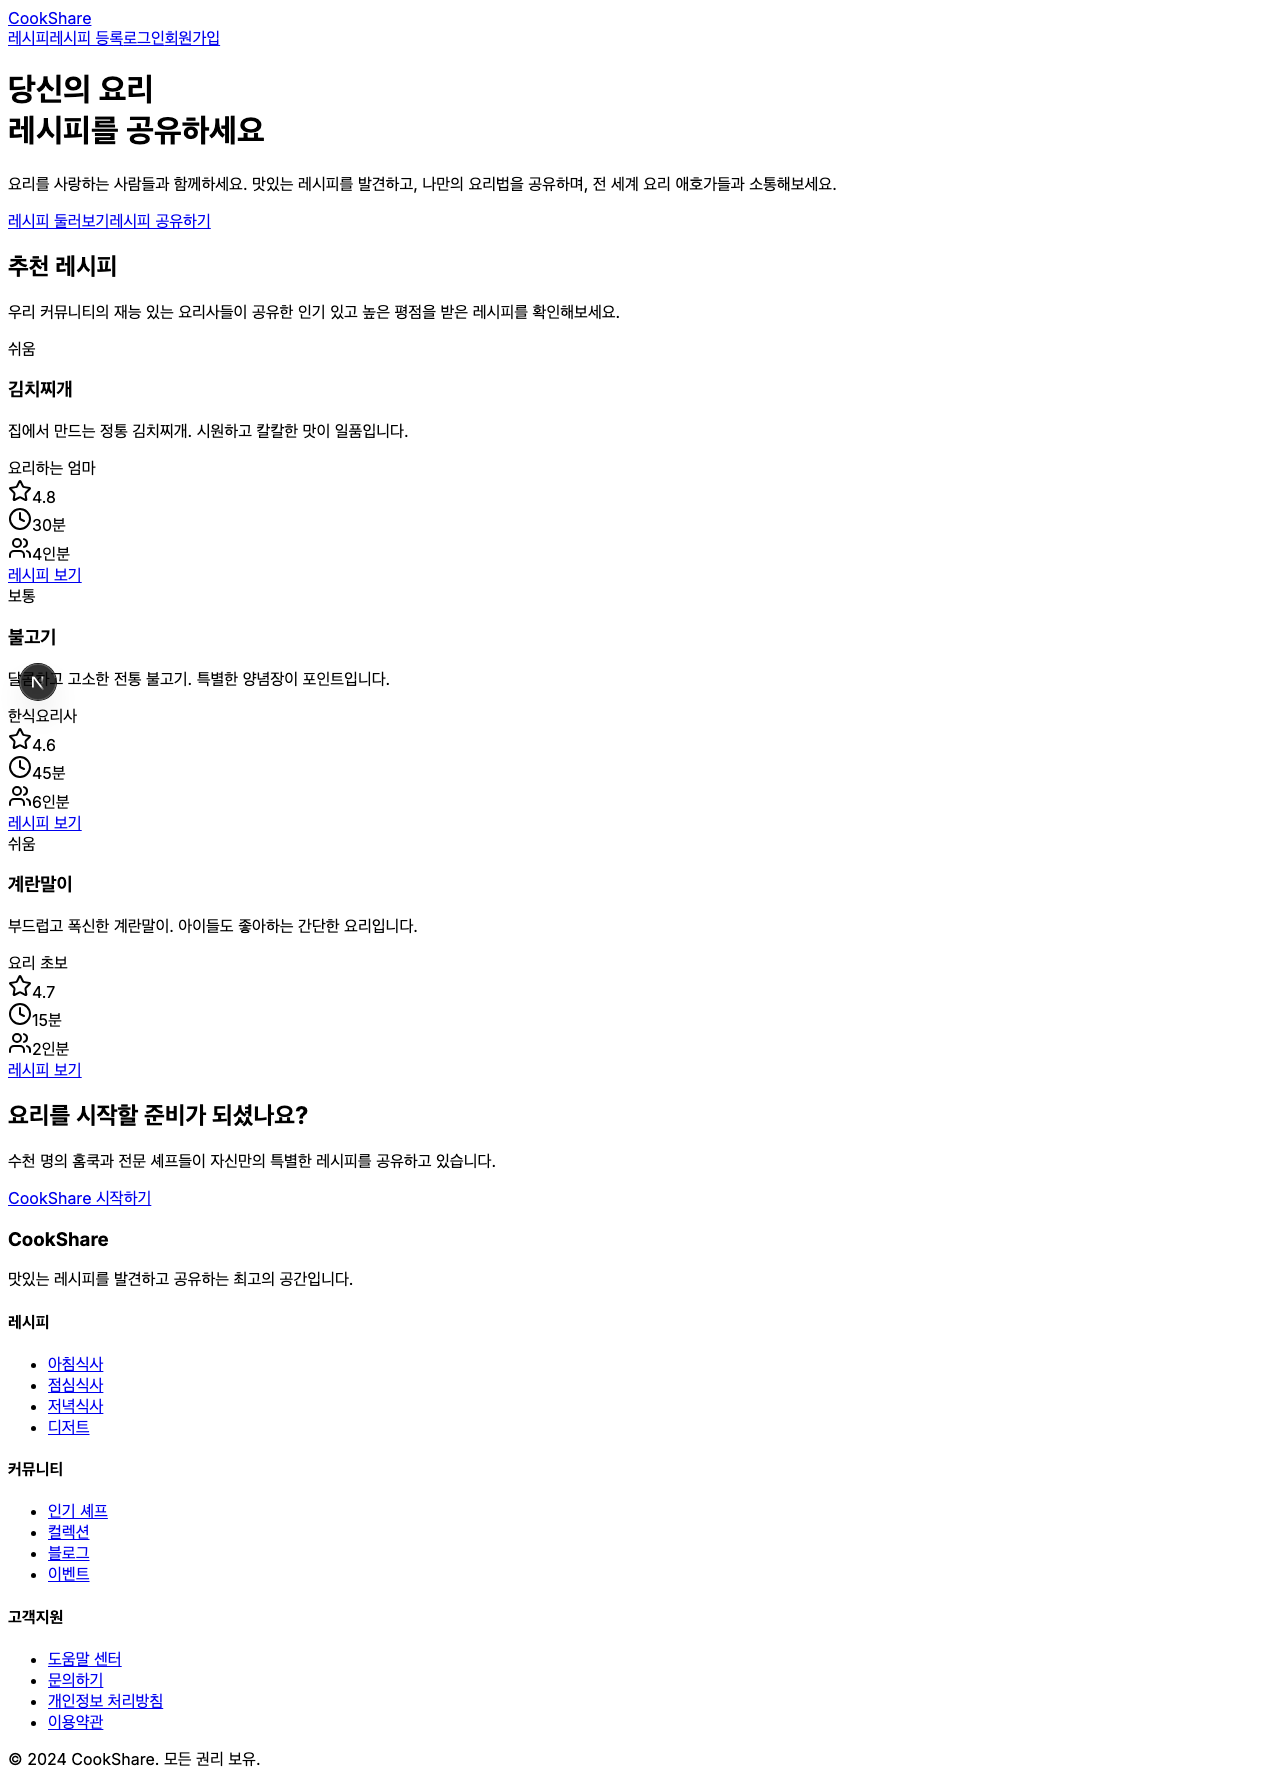 CookShare
레시피레시피 등록로그인회원가입
당신의 요리
레시피를 공유하세요
요리를 사랑하는 사람들과 함께하세요. 맛있는 레시피를 발견하고, 나만의 요리법을 공유하며, 전 세계 요리 애호가들과 소통해보세요.
레시피 둘러보기레시피 공유하기
추천 레시피
우리 커뮤니티의 재능 있는 요리사들이 공유한 인기 있고 높은 평점을 받은 레시피를 확인해보세요.
쉬움
김치찌개
집에서 만드는 정통 김치찌개. 시원하고 칼칼한 맛이 일품입니다.
요리하는 엄마
4.8
30분
4인분
레시피 보기
보통
불고기
달콤하고 고소한 전통 불고기. 특별한 양념장이 포인트입니다.
N
한식요리사
4.6
45분
6인분
레시피 보기
쉬움
계란말이
부드럽고 폭신한 계란말이. 아이들도 좋아하는 간단한 요리입니다.
요리 초보
4.7
15분
2인분
레시피 보기
요리를 시작할 준비가 되셨나요?
수천 명의 홈쿡과 전문 셰프들이 자신만의 특별한 레시피를 공유하고 있습니다.
CookShare 시작하기
CookShare
맛있는 레시피를 발견하고 공유하는 최고의 공간입니다.
레시피
아침식사
점심식사
저녁식사
디저트
커뮤니티
인기 셰프
컬렉션
블로그
이벤트
고객지원
도움말 센터
문의하기
개인정보 처리방침
이용약관
© 2024 CookShare. 모든 권리 보유.